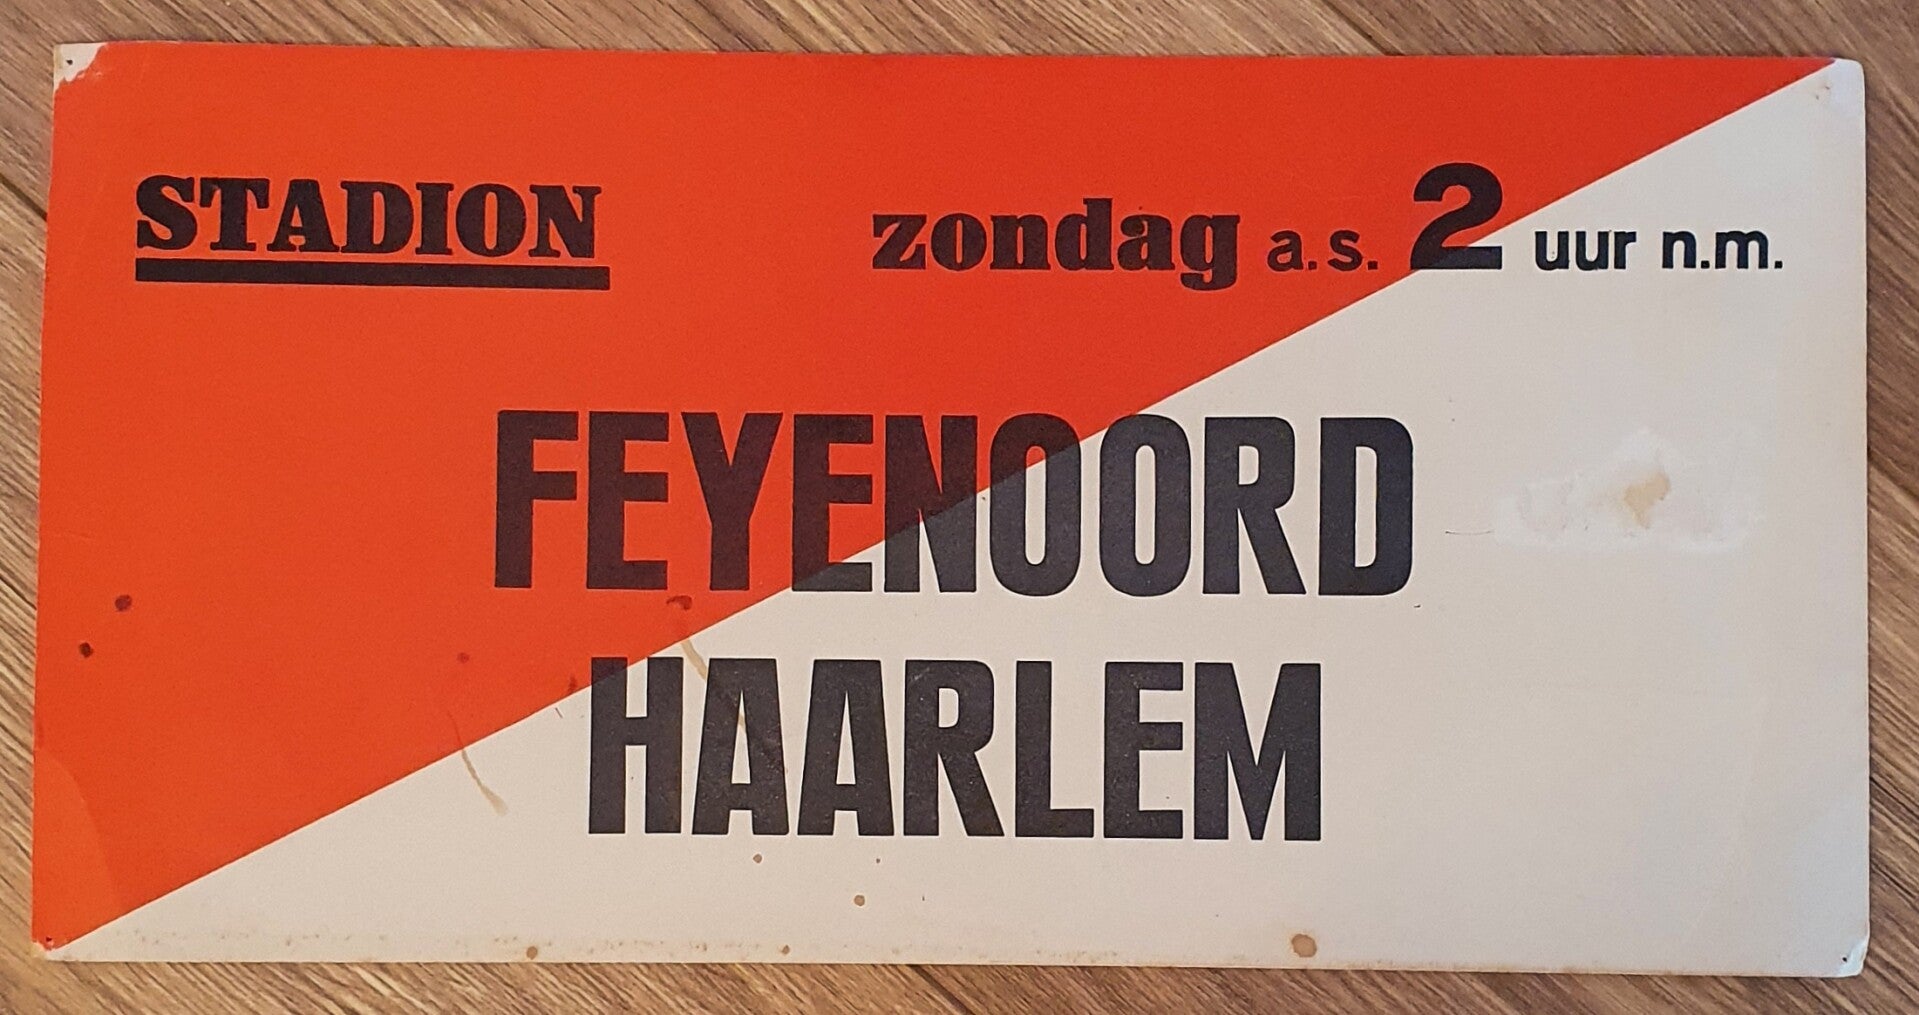 STADION
zondag a.s. 2 uur n.m.
FEYENOORD
HAARLEM